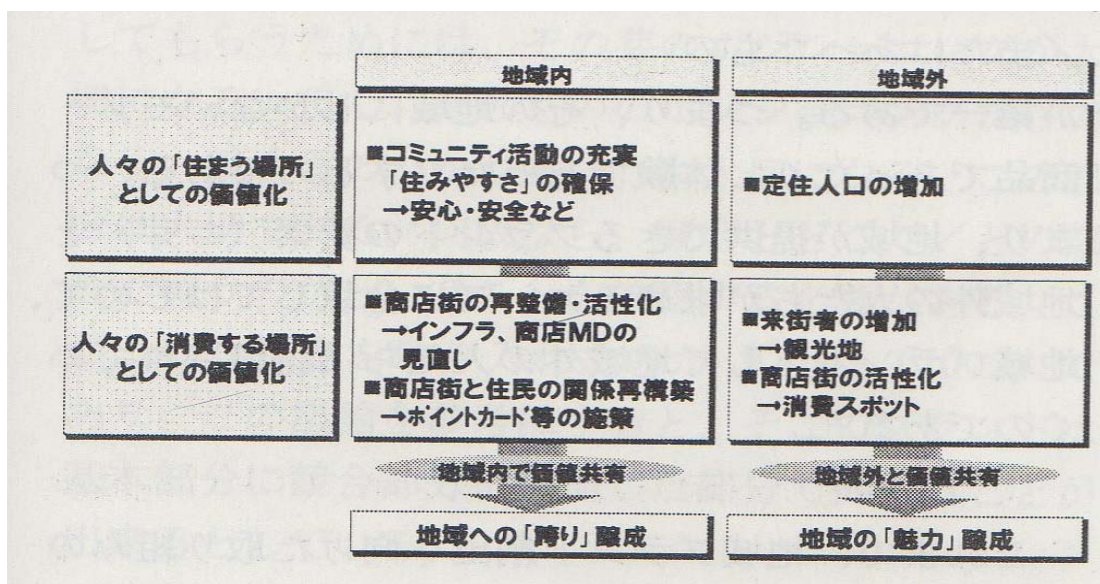 地域内
地域外
人々の「住まう場所」
としての価値化
■コミュニティ活動の充実
「住みやすさ」の確保
→安心・安全など
■定住人口の増加
人々の「消費する場所」
としての価値化
■商店街の再整備・活性化
→インフラ、商店MDの
見直し
■商店街と住民の関係再構築
→ポイントカード等の施策
■来街者の増加
→観光地
■商店街の活性化
→消費スポット
地域内で価値共有
地域外と価値共有
地域への「誇り」醸成
地域の「魅力」醸成